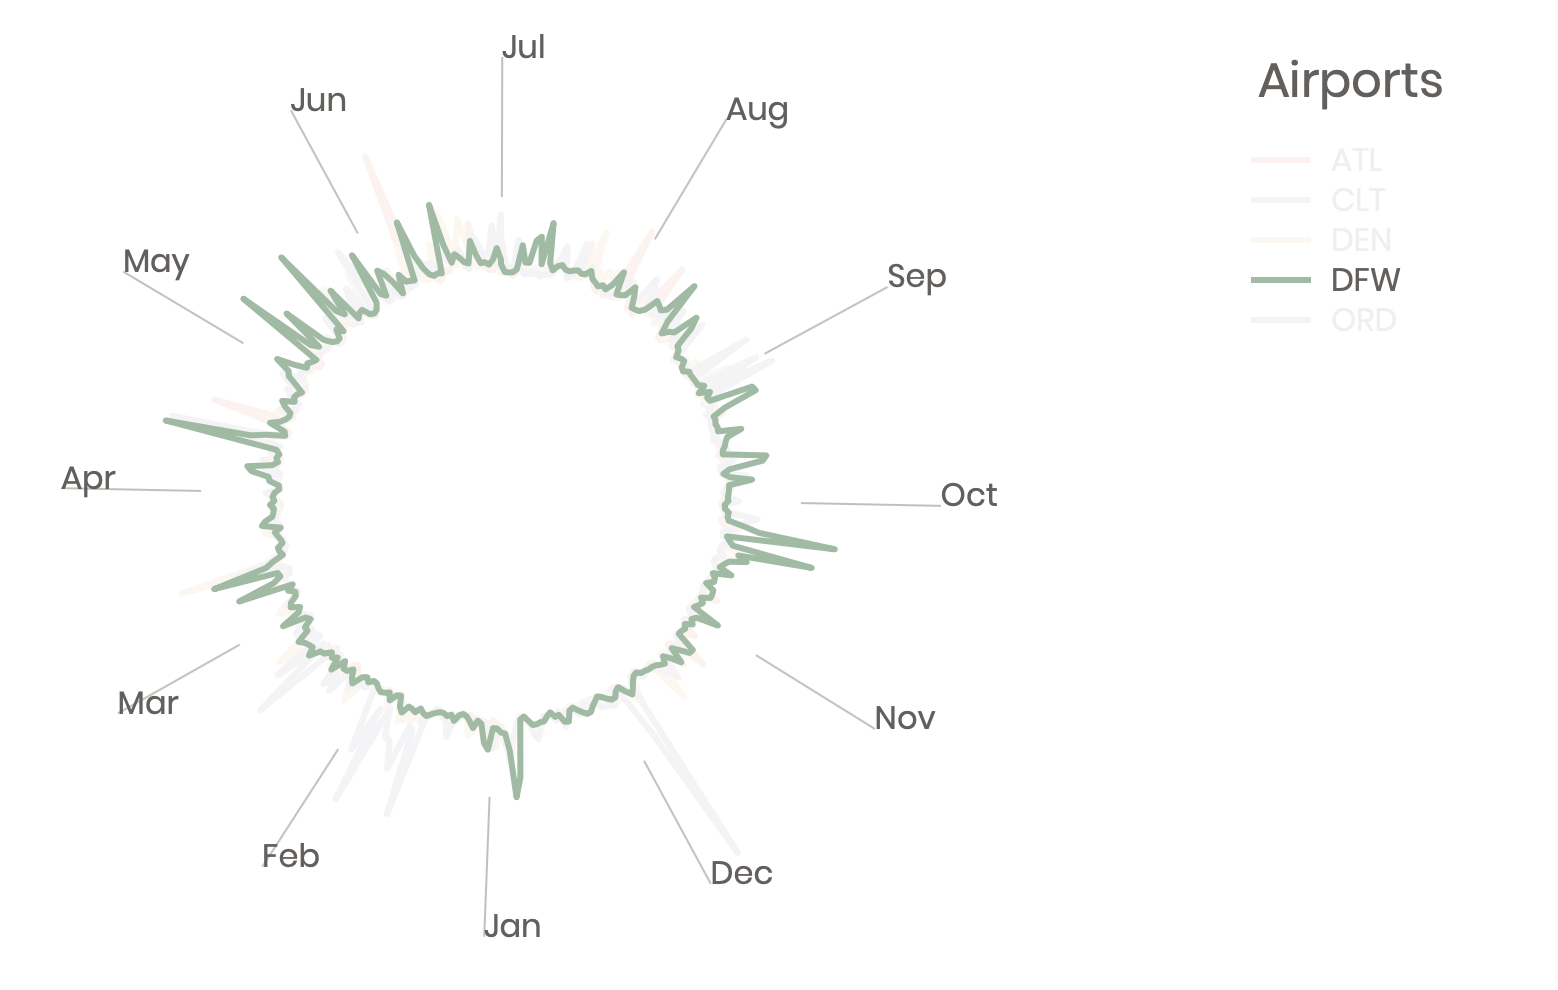 Jul
Jun
Aug
May
Sep
Apr
Oct
Mar
Nov
Feb
Dec
Jan
Airports
ATL
CLT
DEN
DFW
ORD